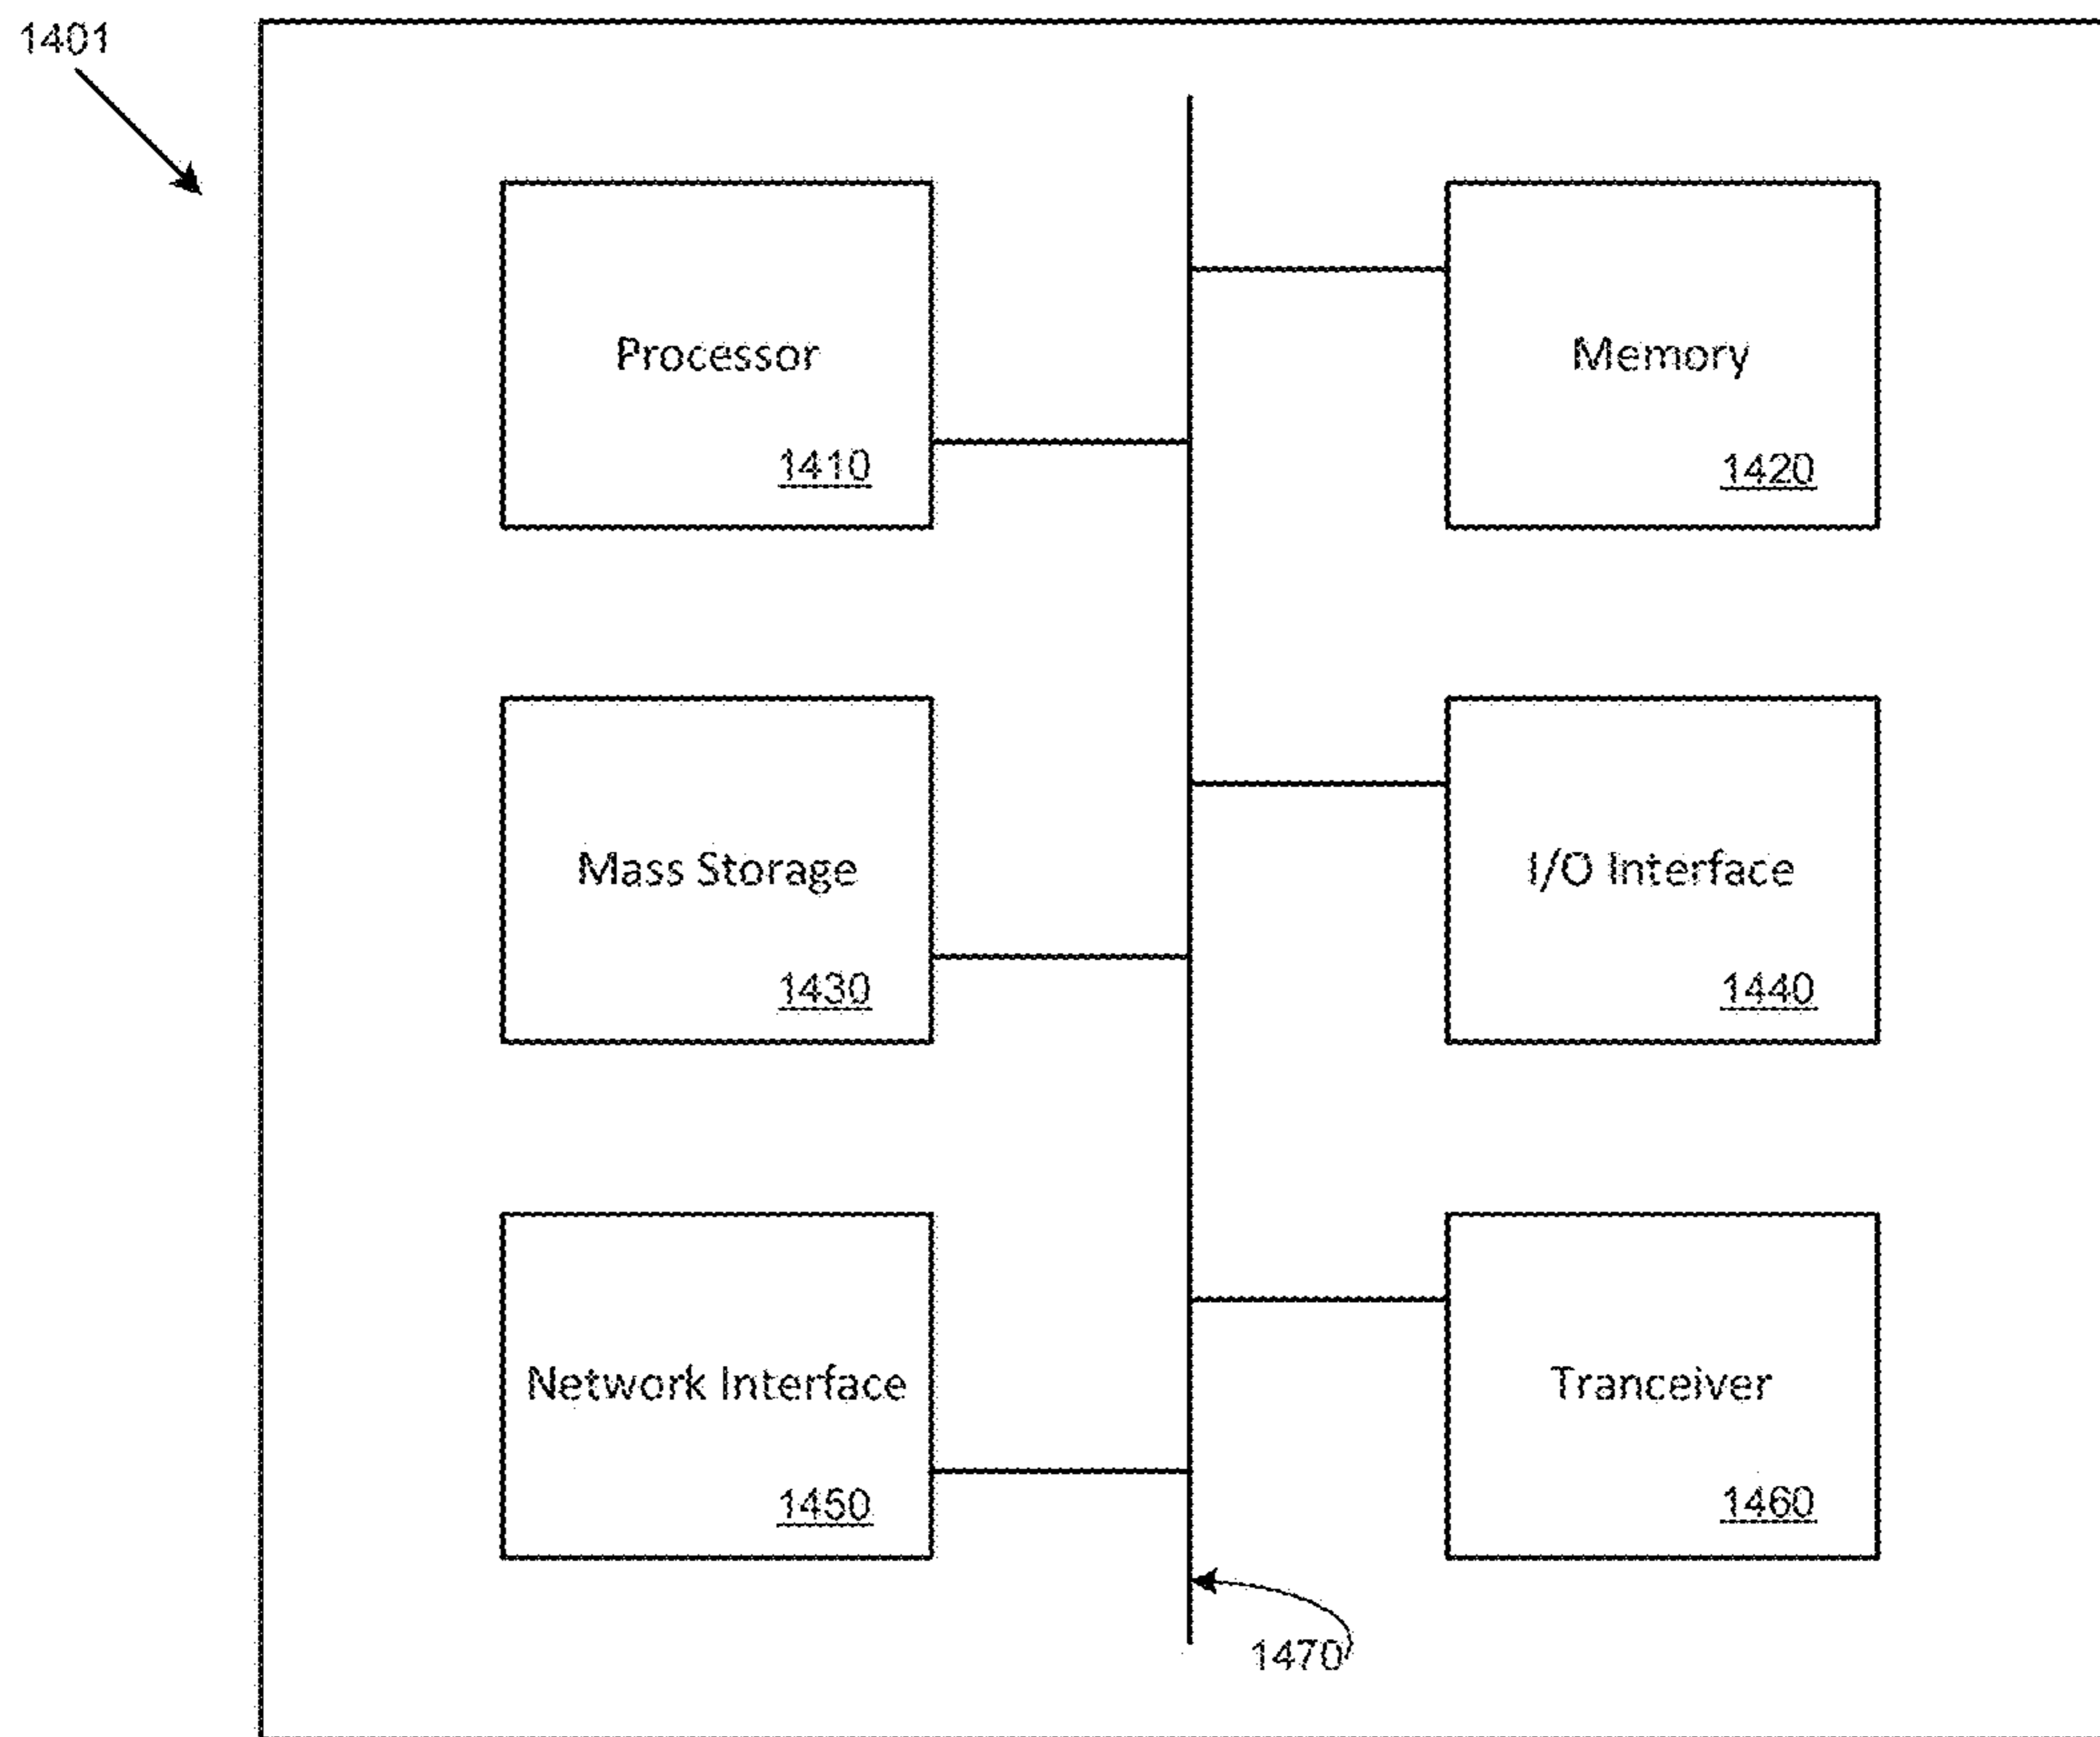 1401
Processor
1410
Memory
1420
Mass Storage
1430
I/O Interface
1440
Network Interface
1450
Tranceiver
1460
1470